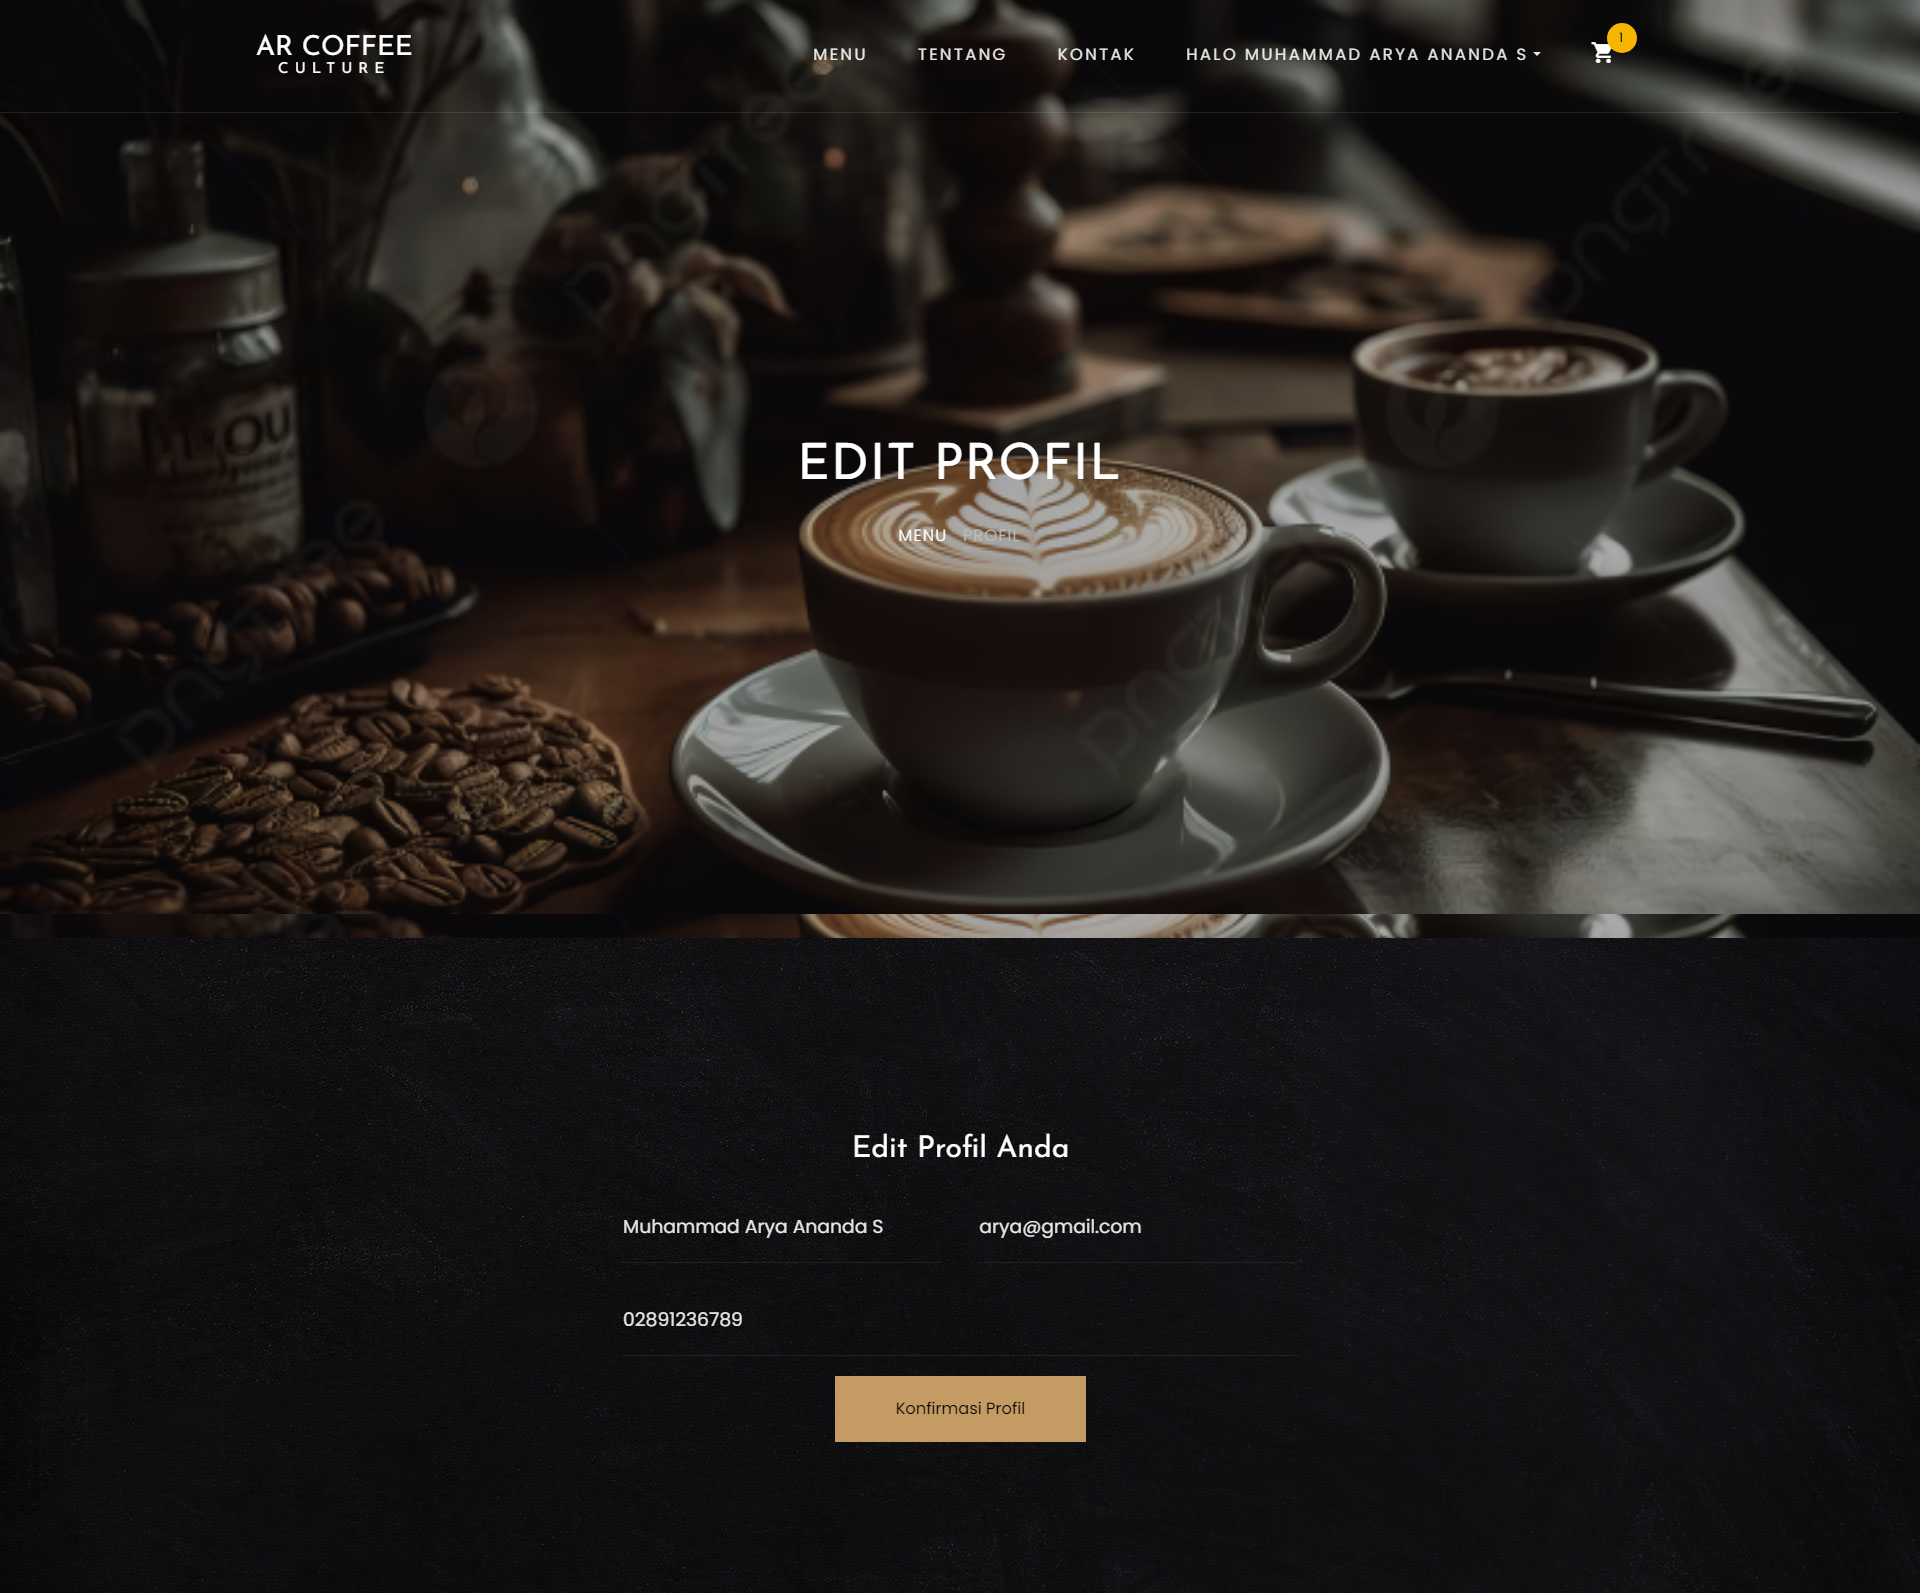 AR COFFEE
CULTURE
MENU TENTANG KONTAK HALO MUHAMMAD ARYA ANANDA S 1
EDIT PROFIL
MENU PROFIL
Edit Profil Anda
Muhammad Arya Ananda S arya@gmail.com
02891236789
Konfirmasi Profil